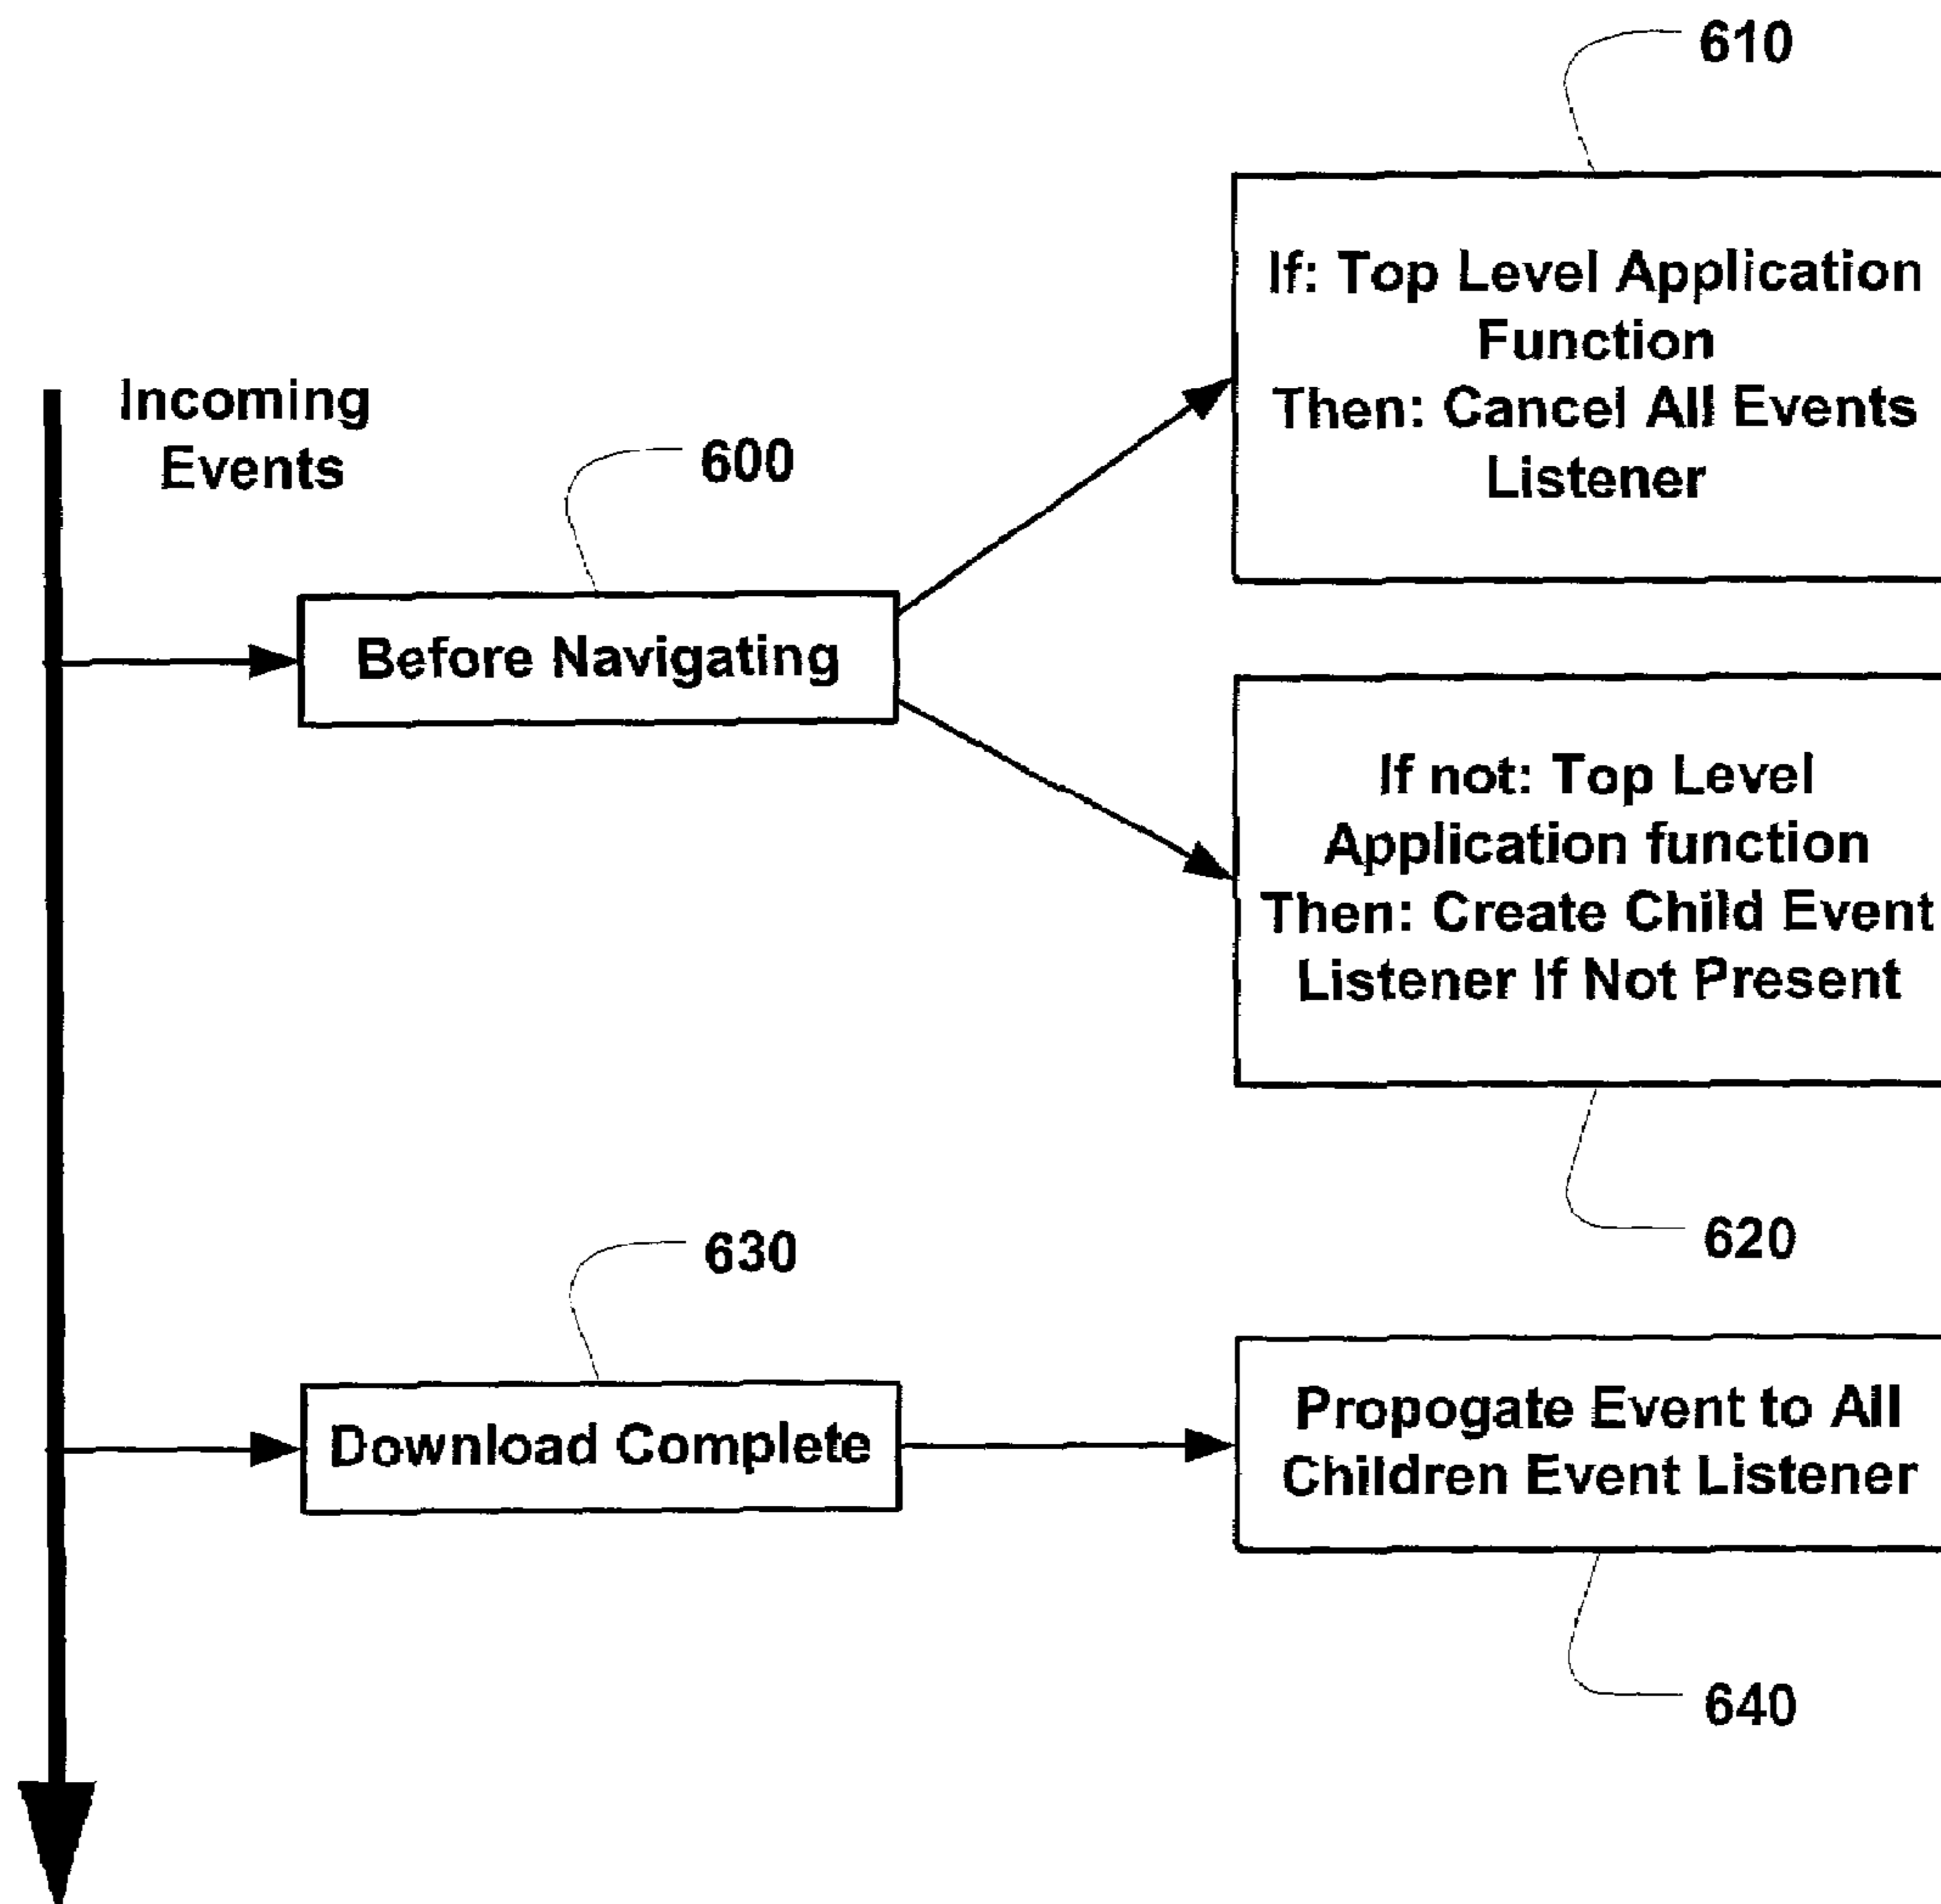 610
If: Top Level Application
Function
Then: Cancel All Events
Listener
Incoming
Events
600
Before Navigating
If not: Top Level
Application function
Then: Create Child Event
Listener If Not Present
620
630
Download Complete
Propogate Event to All
Children Event Listener
640